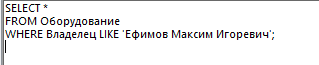 SELECT *
FROM Оборудование
WHERE Владелец LIKE 'Ефимов Максим Игоревич';